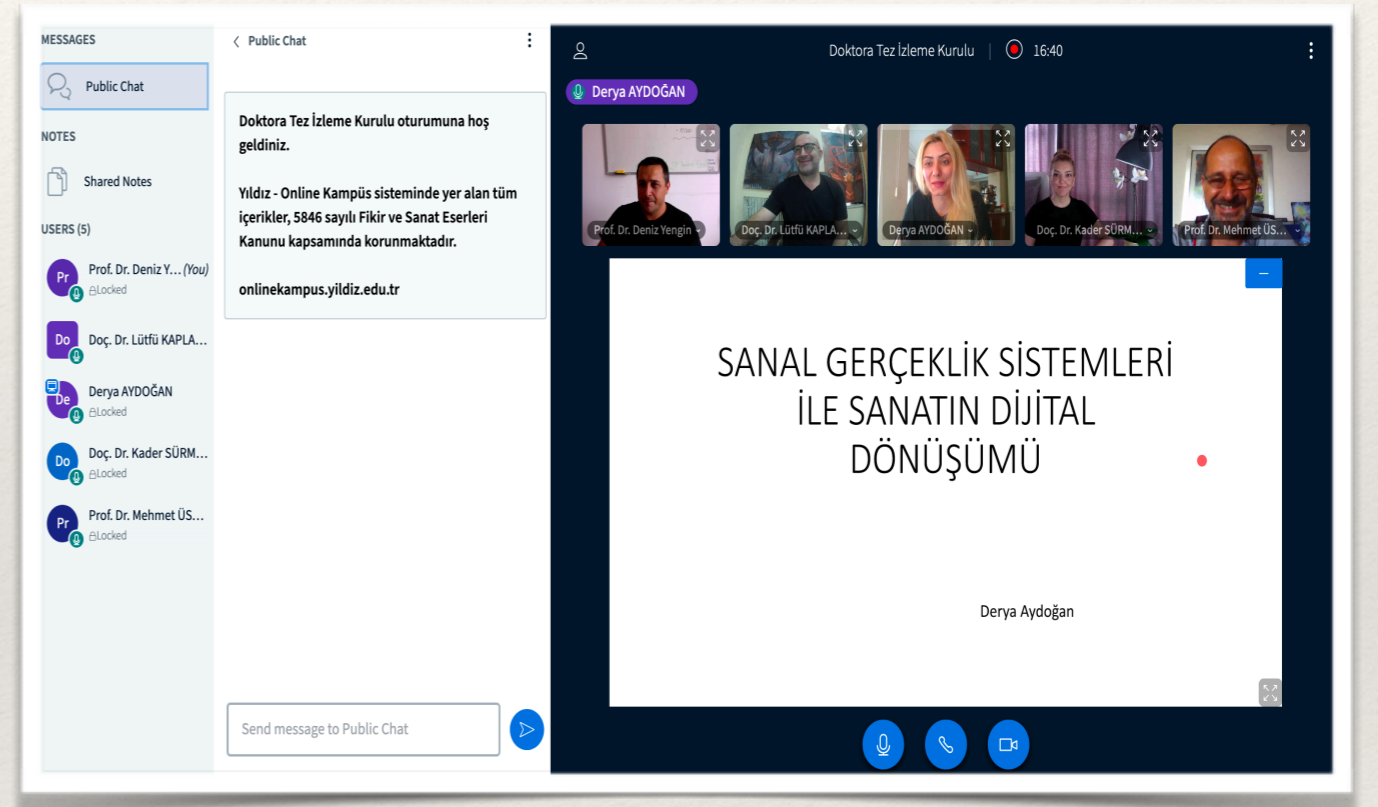 MESSAGES
Public Chat
NOTES
Shared Notes
USERS (5)
Pr
Prof. Dr. Deniz Y... (You)
Locked
Do
Doç. Dr. Lütfü KAPLA...
De
Derya AYDOĞAN
Locked
Do
Doç. Dr. Kader SÜRM...
Locked
Pr
Prof. Dr. Mehmet ÜS...
Locked
Public Chat
Doktora Tez İzleme Kurulu oturumuna hoş
geldiniz.
Yıldız - Online Kampüs sisteminde yer alan tüm
içerikler, 5846 sayılı Fikir ve Sanat Eserleri
Kanunu kapsamında korunmaktadır.
onlinekampus.yildiz.edu.tr
Send message to Public Chat
Doktora Tez İzleme Kurulu | 16:40
Derya AYDOĞAN
Prof. Dr. Deniz Yengin
Doç. Dr. Lütfü KAPLA...
Derya AYDOĞAN
Doç. Dr. Kader SÜRM...
Prof. Dr. Mehmet ÜS...
SANAL GERÇEKLİK SİSTEMLERİ
İLE SANATIN DİJİTAL
DÖNÜŞÜMÜ
Derya Aydoğan